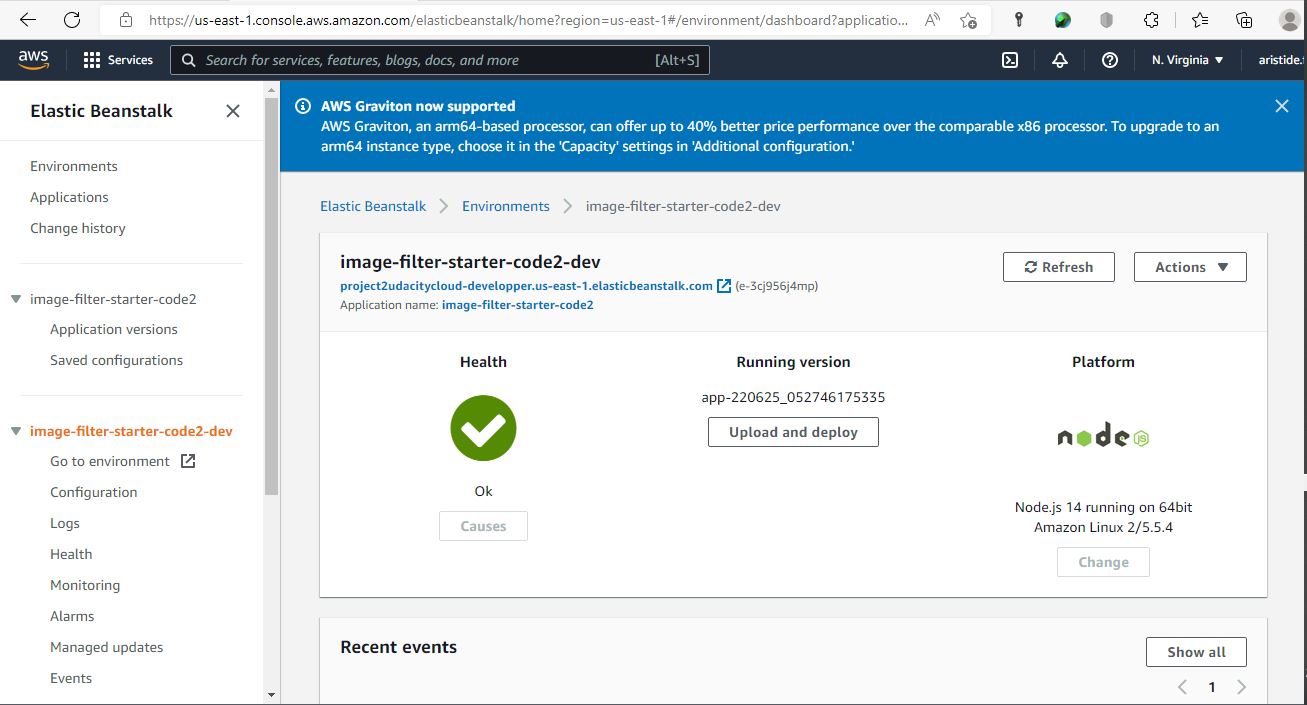 https://us-east-1.console.aws.amazon.com/elasticbeanstalk/home?region=us-east-1#/environment/dashboard?applicatio...
aws
Services
Search for services, features, blogs, docs, and more [Alt+S]
N. Virginia
aristide.
Elastic Beanstalk
Environments
Applications
Change history
image-filter-starter-code2
Application versions
Saved configurations
image-filter-starter-code2-dev
Go to environment
Configuration
Logs
Health
Monitoring
Alarms
Managed updates
Events
AWS Graviton now supported
AWS Graviton, an arm64-based processor, can offer up to 40% better price performance over the comparable x86 processor. To upgrade to an
arm64 instance type, choose it in the 'Capacity' settings in 'Additional configuration.'
Elastic Beanstalk > Environments > image-filter-starter-code2-dev
image-filter-starter-code2-dev
project2udacitycloud-developper.us-east-1.elasticbeanstalk.com (e-3cj956j4mp)
Application name: image-filter-starter-code2
Refresh
Actions
Health
Ok
Causes
Running version
app-220625_052746175335
Upload and deploy
Platform
node JS
Node.js 14 running on 64bit
Amazon Linux 2/5.5.4
Change
Recent events
Show all
1